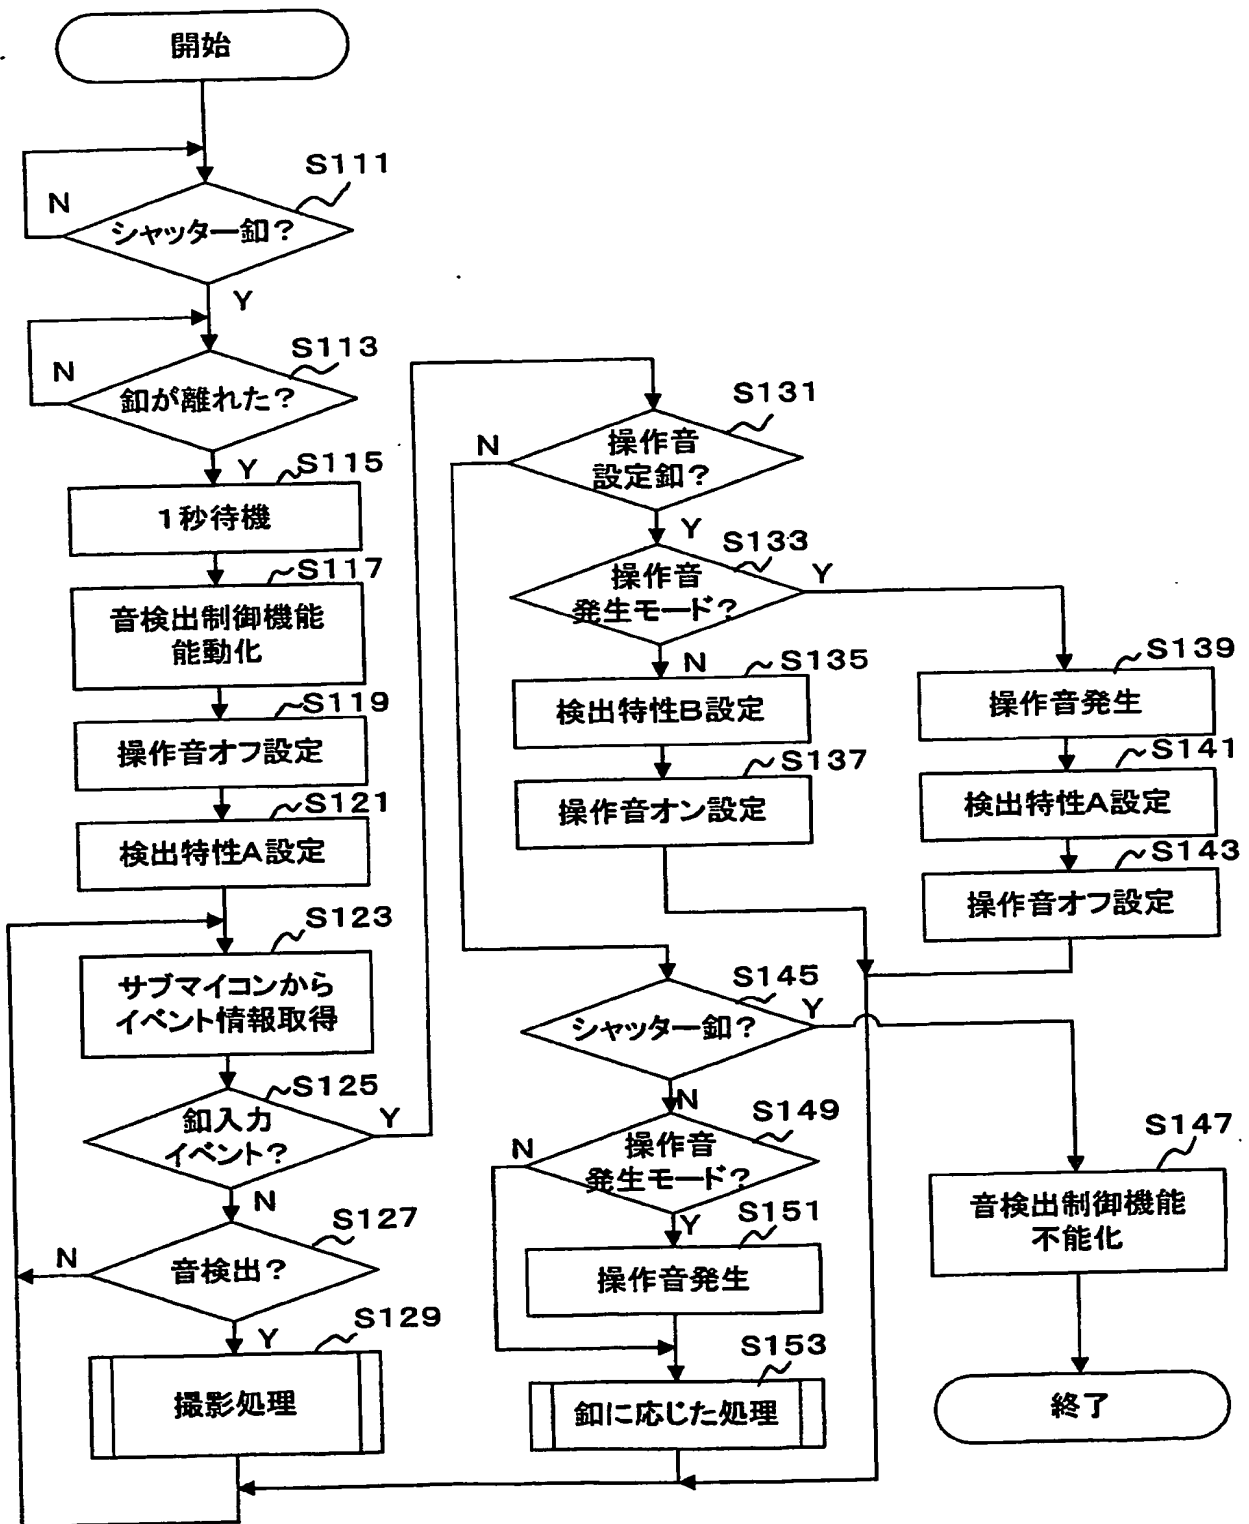 開始
S111
シャッター釦?
N
Y
S113
釦が離れた?
N
Y
S115
1秒待機
S117
音検出制御機能
能動化
S119
操作音オフ設定
S121
検出特性A設定
S123
サブマイコンから
イベント情報取得
S125
釦入力
イベント?
Y
N
S127
音検出?
N
Y
S129
撮影処理
S131
操作音
設定釦?
N
Y
S133
操作音
発生モード?
Y
N
S135
検出特性B設定
S137
操作音オン設定
S139
操作音発生
S141
検出特性A設定
S143
操作音オフ設定
S145
シャッター釦?
Y
N
S149
操作音
発生モード?
N
Y
S151
操作音発生
S153
釦に応じた処理
S147
音検出制御機能
不能化
終了